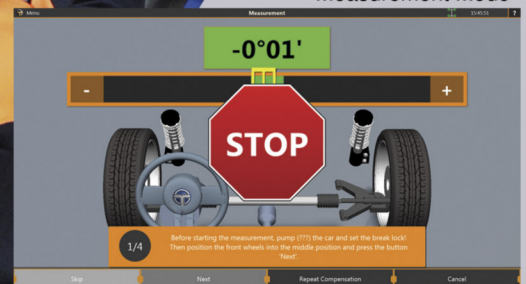 Measurement Mode
Menu
Measurement
15:45:51
?
-0°01'
-
+
STOP
1/4
Before starting the measurement, pump (???) the car and set the break lock!
Then position the front wheels into the middle position and press the button
'Next'.
Skip
Next
Repeat Compensation
Cancel